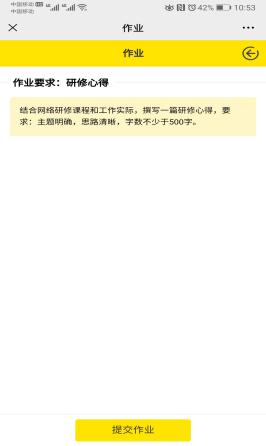 中国移动 HD 4G 4G 42% 10:53
中国移动
作业
作业
作业要求：研修心得
结合网络研修课程和工作实际，撰写一篇研修心得，要
求：主题明确，思路清晰，字数不少于500字。
提交作业